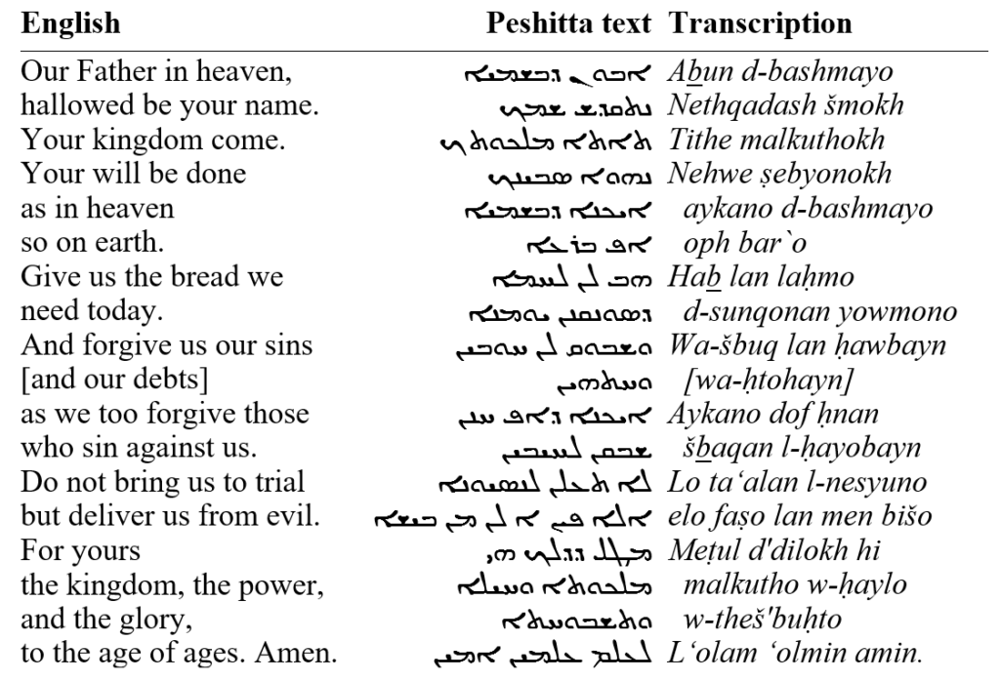 English Peshitta text Transcription
Our Father in heaven, ܐܒܘܢ ܕܒܫܡܝܐ Abun d-bashmayo
hallowed be your name. ܢܬܩܕܫ ܫܡܟ Nethqadash šmokh
Your kingdom come. ܬܐܬܐ ܡܠܟܘܬܟ Tithe malkuthokh
Your will be done ܢܗܘܐ ܨܒܝܢܟ Nehwe ṣebyonokh
as in heaven ܐܝܟܢܐ ܕܒܫܡܝܐ aykano d-bashmayo
so on earth. ܐܦ ܒܪܥܐ oph bar`o
Give us the bread we ܗܒ ܠܢ ܠܚܡܐ Hab lan laḥmo
need today. ܕܣܘܢܩܢܢ ܝܘܡܢܐ d-sunqonan yowmono
And forgive us our sins ܘܫܒܘܩ ܠܢ ܚܘܒܝܢ Wa-šbuq lan ḥawbayn
[and our debts] ܘܚܬܗܝܢ [wa-ḥtohayn]
as we too forgive those ܐܝܟܢܐ ܕܐܦ ܚܢܢ Aykano dof ḥnan
who sin against us. ܫܒܩܢ ܠܚܝܒܝܢ šbaqan l-ḥayobayn
Do not bring us to trial ܠܐ ܬܥܠܢ ܠܢܣܝܘܢܐ Lo ta‘alan l-nesyuno
but deliver us from evil. ܐܠܐ ܦܨܐ ܠܢ ܡܢ ܒܝܫܐ elo faṣo lan men bišo
For yours ܡܛܠ ܕܕܠܟ ܗܝ Meṭul d'dilokh hi
the kingdom, the power, ܡܠܟܘܬܐ ܘܚܝܠܐ malkutho w-ḥaylo
and the glory, ܘܬܫܒܘܚܬܐ w-theš'buḥto
to the age of ages. Amen. ܠܥܠܡ ܥܠܡܝܢ ܐܡܝܢ L‘olam ‘olmin amin.